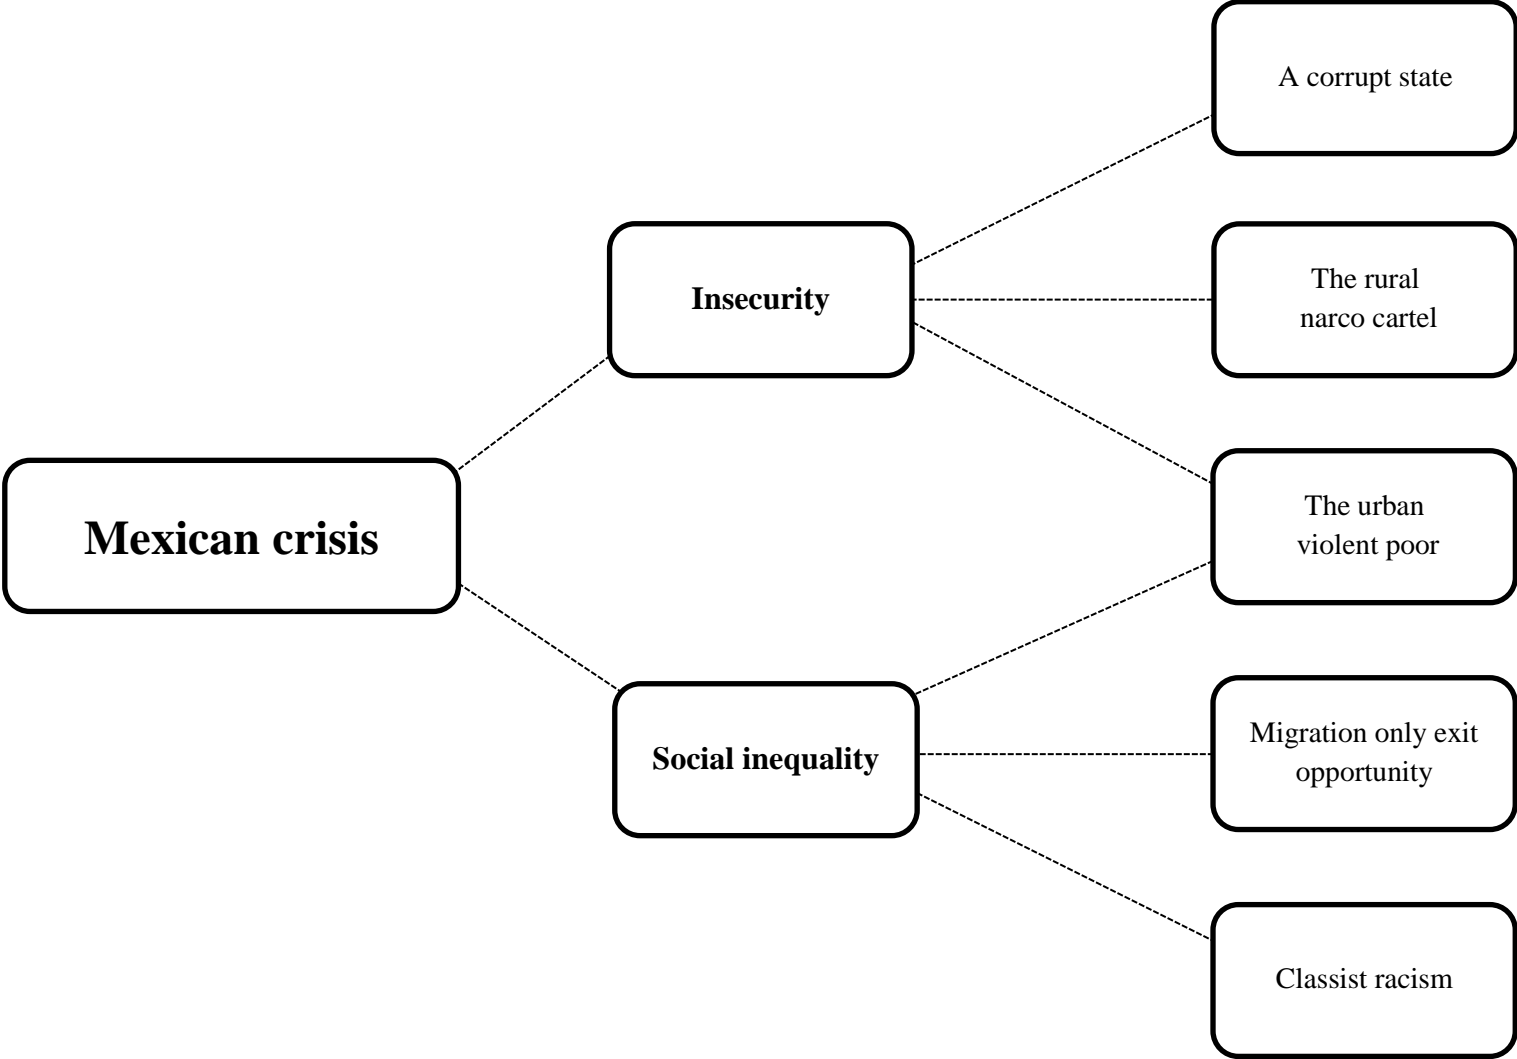 A corrupt state
The rural
narco cartel
Insecurity
The urban
violent poor
Mexican crisis
Migration only exit
opportunity
Social inequality
Classist racism